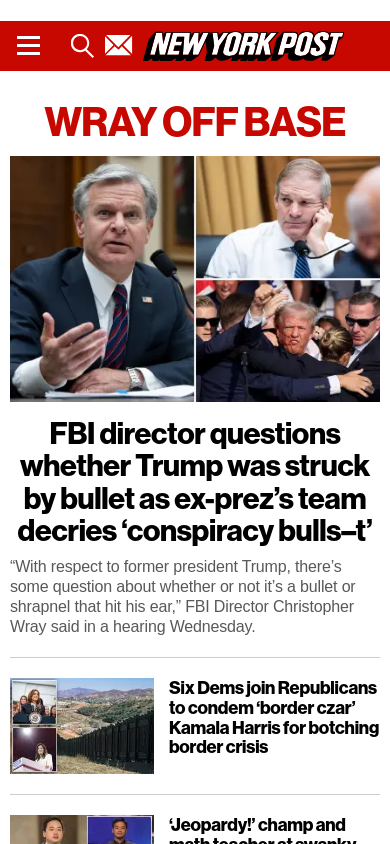 NEW YORK POST
WRAY OFF BASE
FBI director questions
whether Trump was struck
by bullet as ex-prez’s team
decries ‘conspiracy bulls–t’
“With respect to former president Trump, there’s
some question about whether or not it’s a bullet or
shrapnel that hit his ear,” FBI Director Christopher
Wray said in a hearing Wednesday.
Six Dems join Republicans
to condem ‘border czar’
Kamala Harris for botching
border crisis
‘Jeopardy!’ champ and
math teacher at swanky